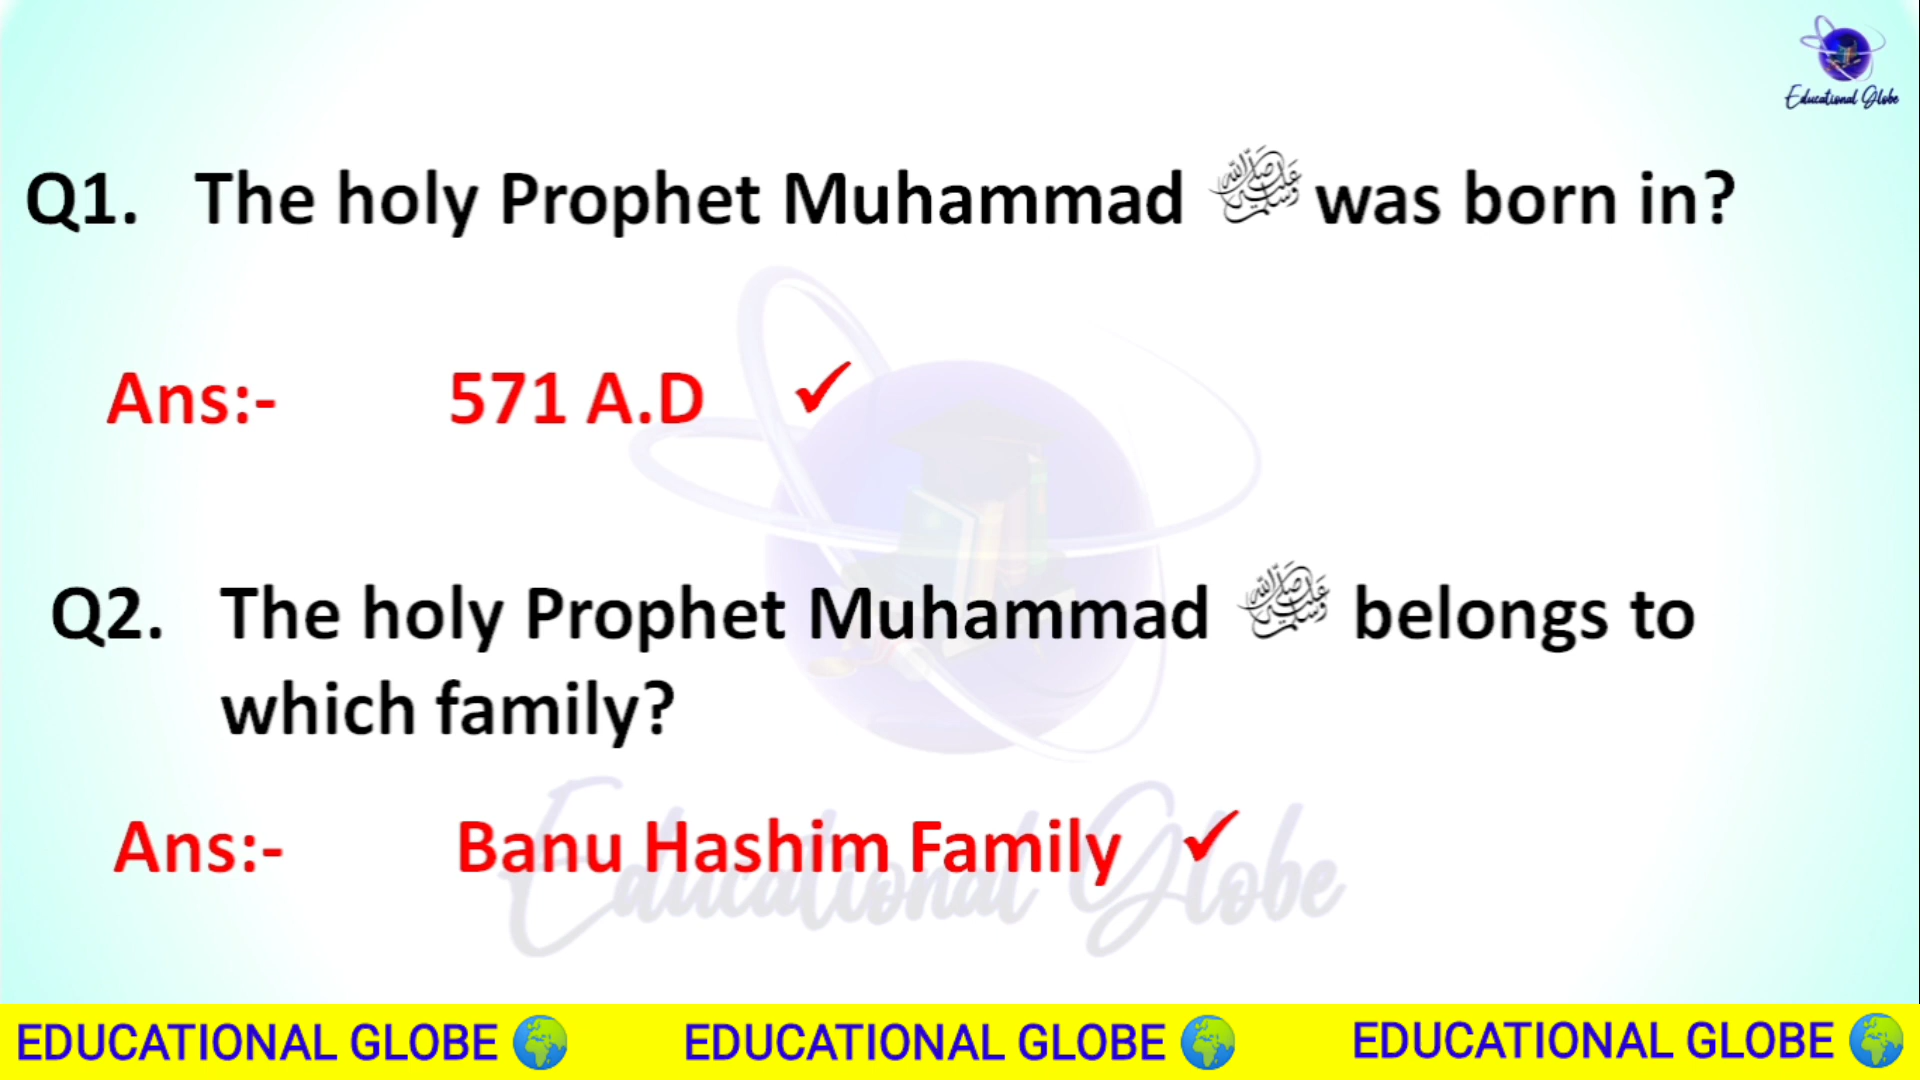 Educational Globe
Q1. The holy Prophet Muhammad ﷺ was born in?
Ans:- 571 A.D ✓
Q2. The holy Prophet Muhammad ﷺ belongs to
which family?
Ans:- Banu Hashim Family ✓
Educational Globe
EDUCATIONAL GLOBE 🌍 EDUCATIONAL GLOBE 🌍 EDUCATIONAL GLOBE 🌍